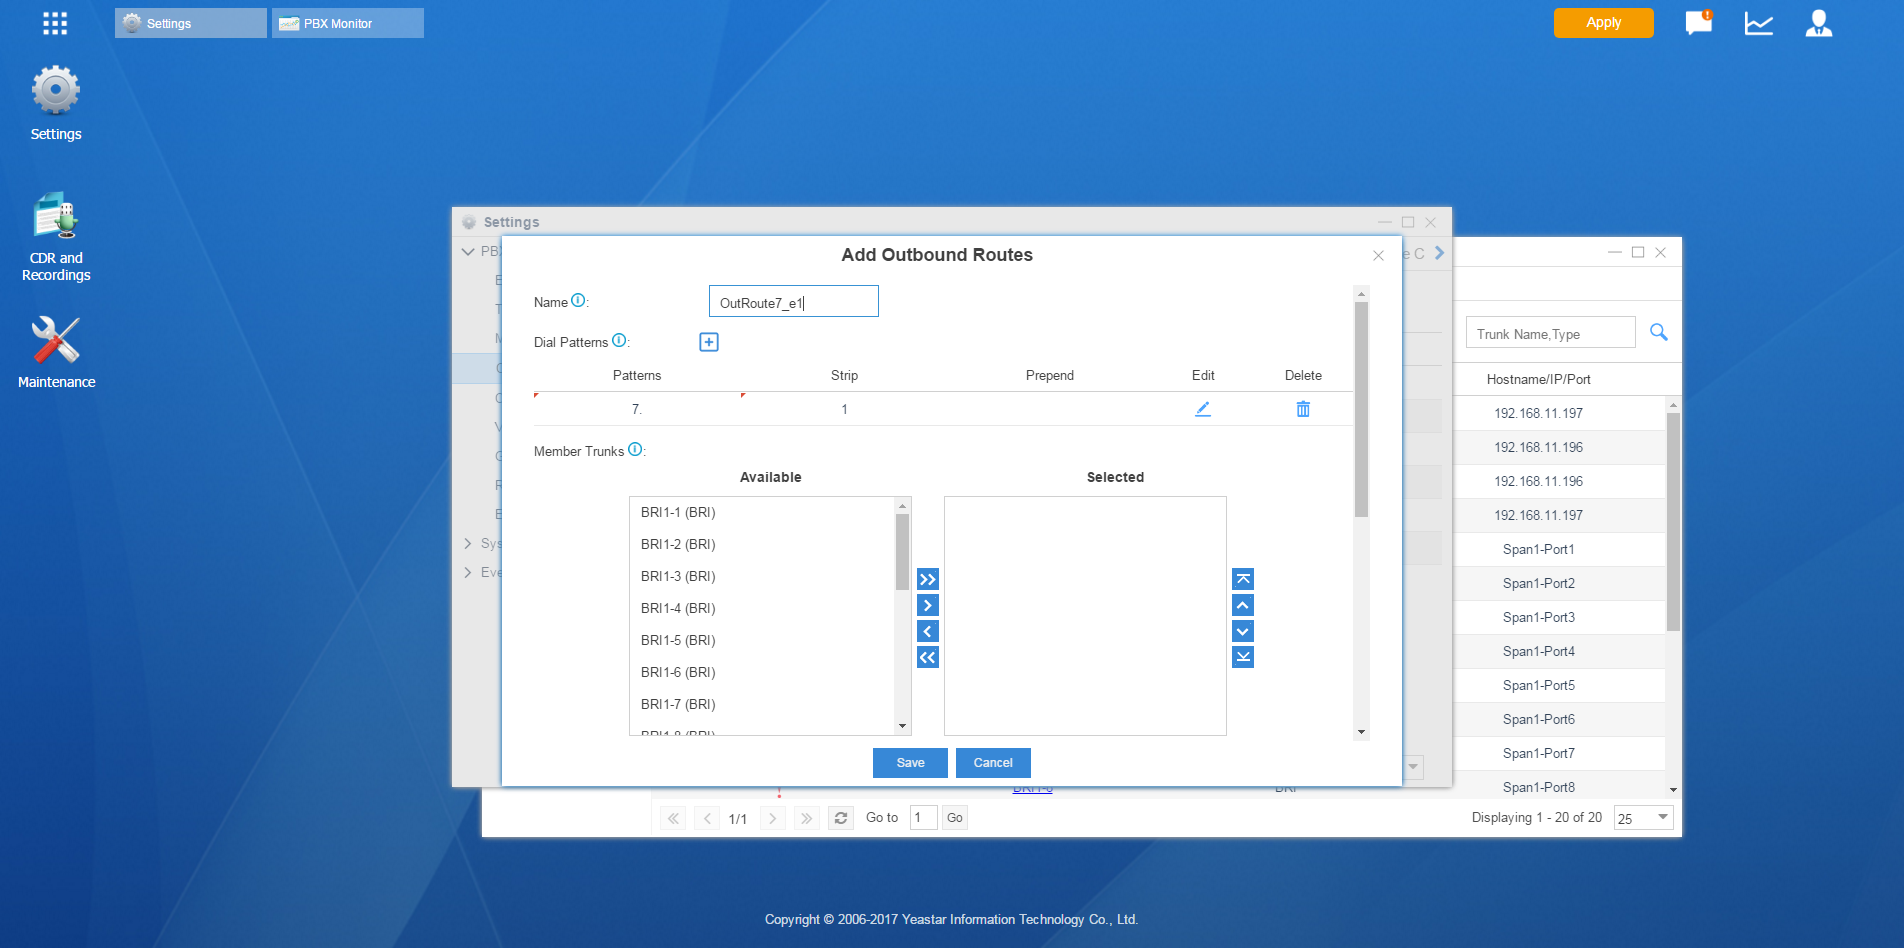 Settings
PBX Monitor
Apply
Settings
CDR and
Recordings
Maintenance
Settings
Add Outbound Routes
Name :
OutRoute7_e1
Dial Patterns :
Patterns Strip Prepend Edit Delete
7. 1
Member Trunks :
Available Selected
BRI1-1 (BRI)
BRI1-2 (BRI)
BRI1-3 (BRI)
BRI1-4 (BRI)
BRI1-5 (BRI)
BRI1-6 (BRI)
BRI1-7 (BRI)
BRI1-8 (BRI)
Save Cancel
Trunk Name,Type
Hostname/IP/Port
192.168.11.197
192.168.11.196
192.168.11.196
192.168.11.197
Span1-Port1
Span1-Port2
Span1-Port3
Span1-Port4
Span1-Port5
Span1-Port6
Span1-Port7
Span1-Port8
1/1 Go to 1 Go
Displaying 1 - 20 of 20 25
Copyright © 2006-2017 Yeastar Information Technology Co., Ltd.